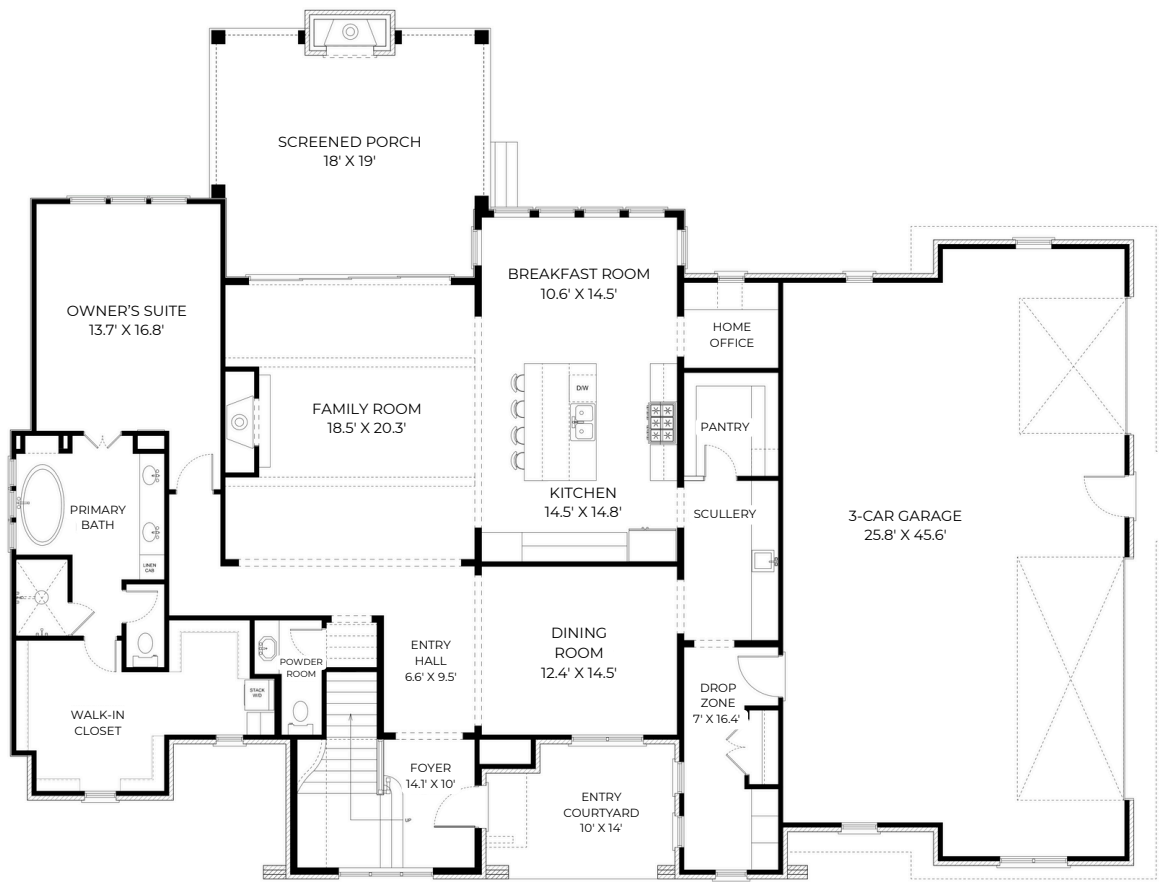 SCREENED PORCH
18' X 19'
BREAKFAST ROOM
10.6' X 14.5'
OWNER'S SUITE
13.7' X 16.8'
HOME
OFFICE
D/W
FAMILY ROOM
18.5' X 20.3'
PANTRY
KITCHEN
14.5' X 14.8'
SCULLERY
3-CAR GARAGE
25.8' X 45.6'
PRIMARY
BATH
LINEN
CAB
DINING
ROOM
12.4' X 14.5'
ENTRY
HALL
6.6' X 9.5'
POWDER
ROOM
STACK
W/D
DROP
ZONE
7' X 16.4'
WALK-IN
CLOSET
FOYER
14.1' X 10'
ENTRY
COURTYARD
10' X 14'
UP